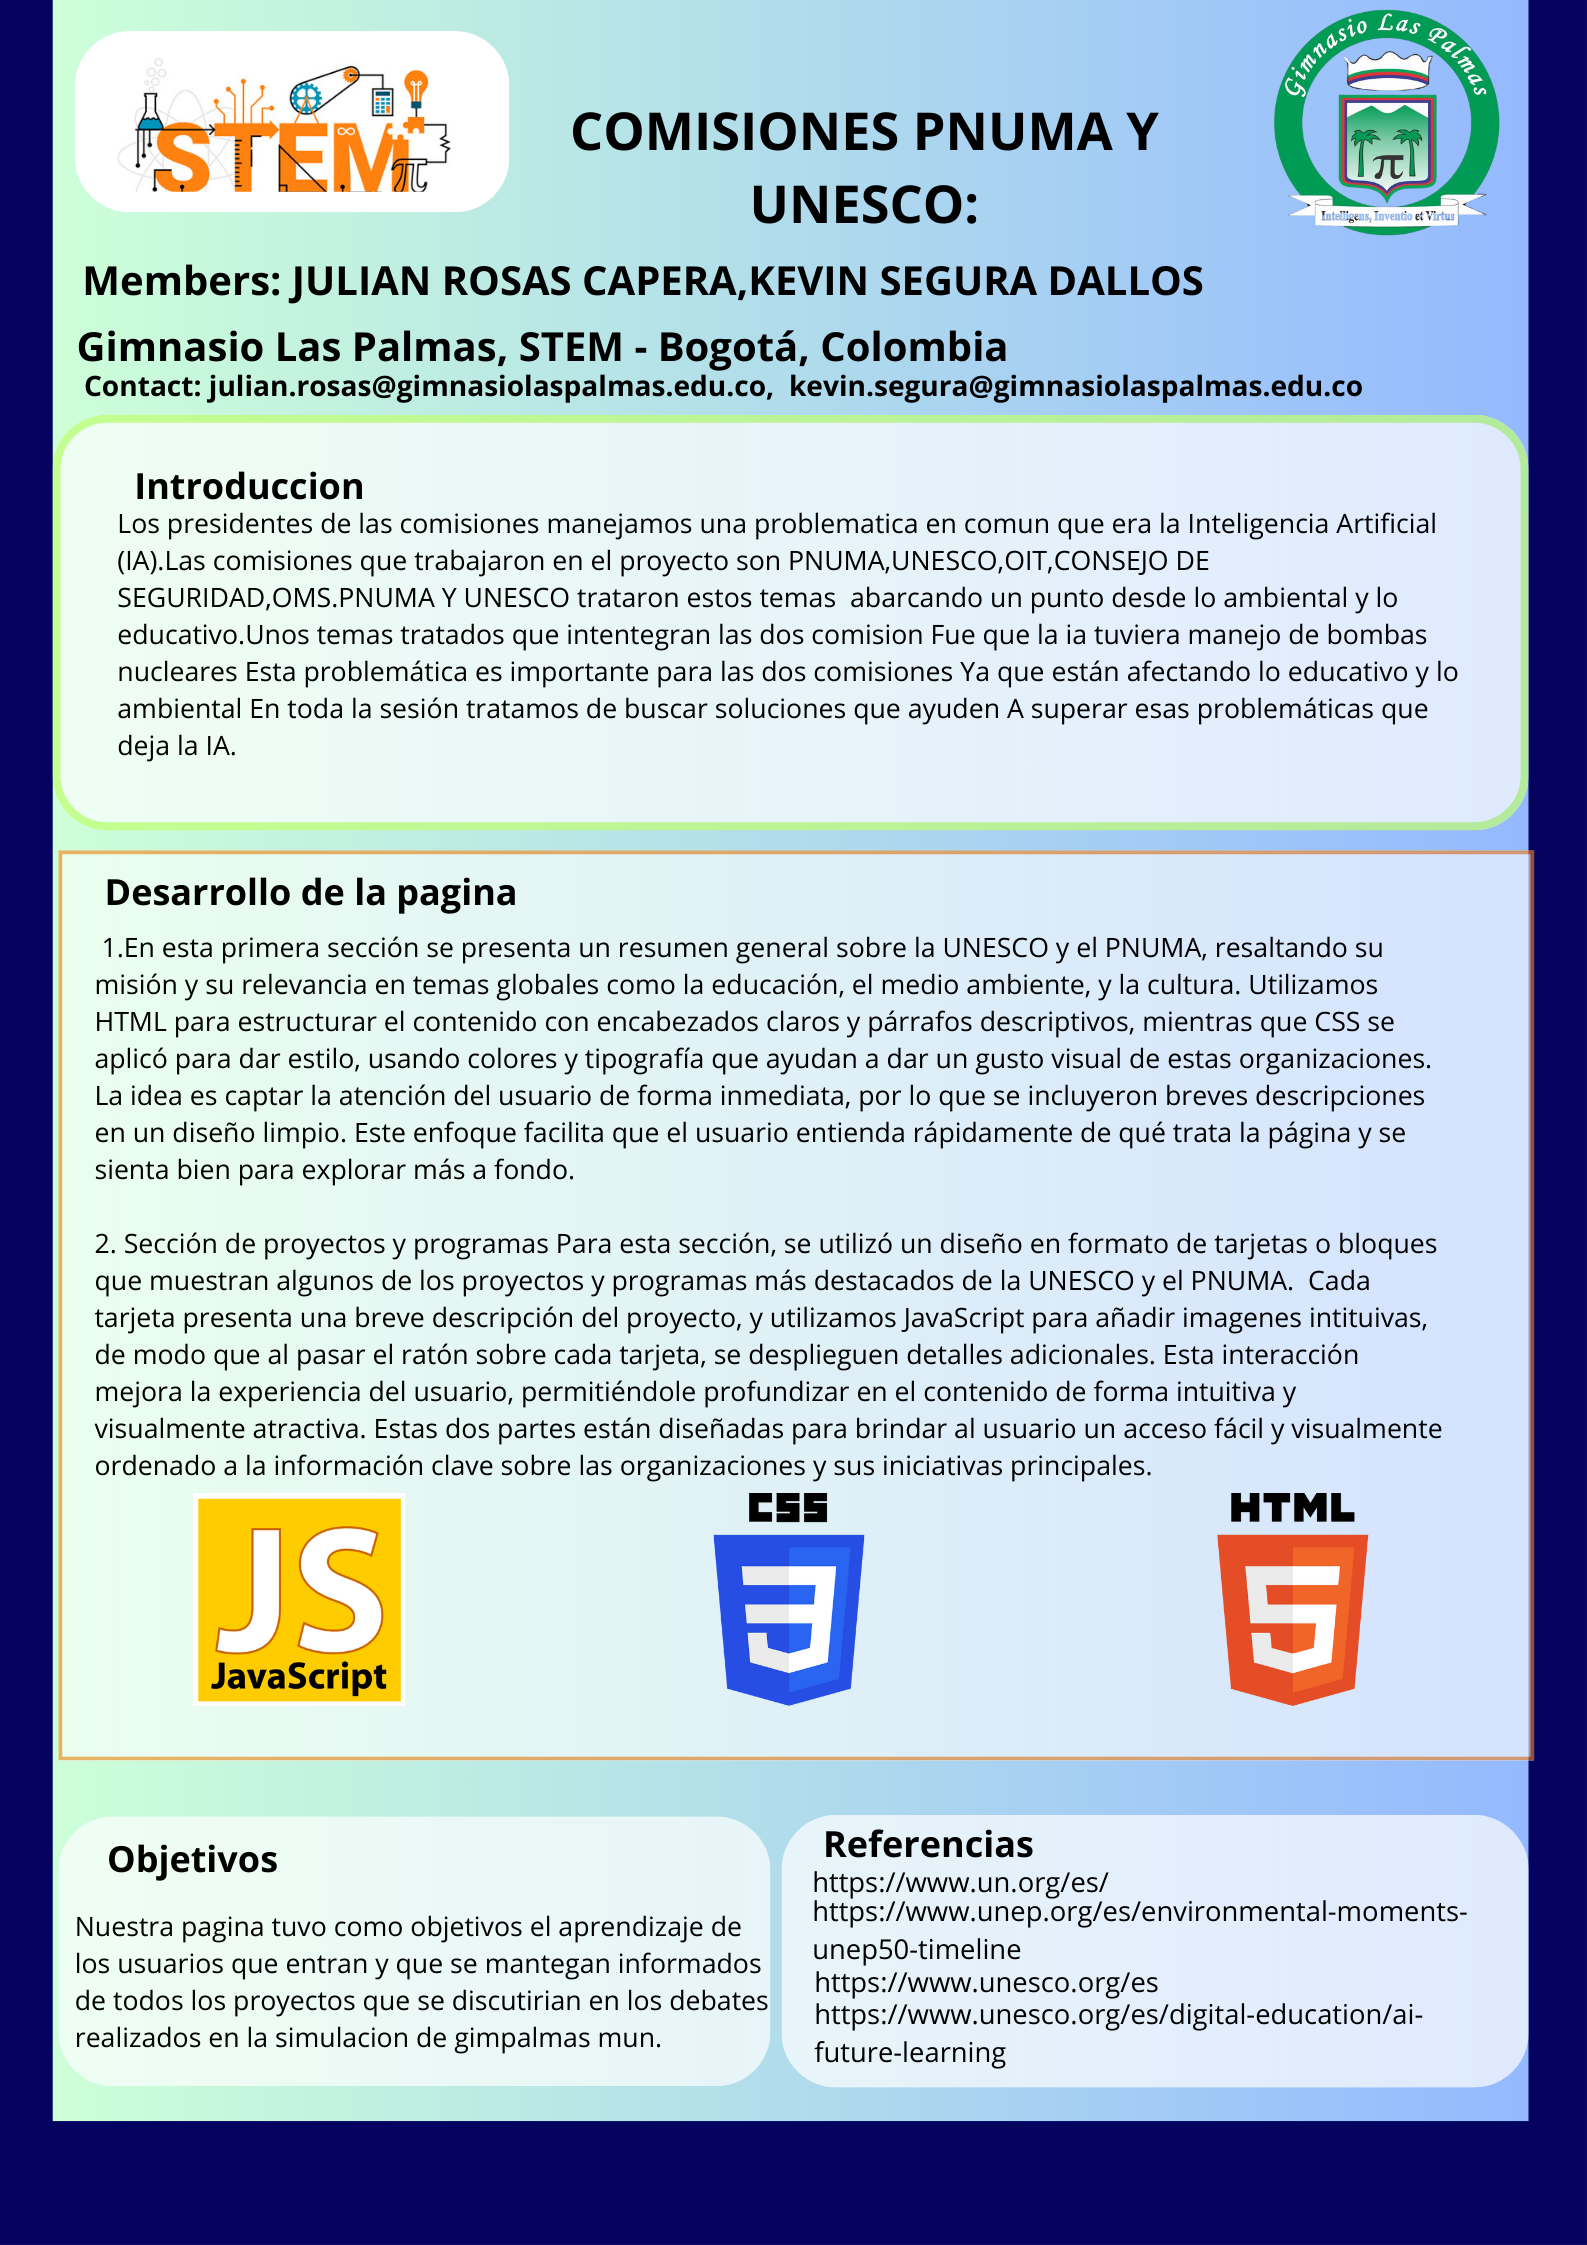 STEM
Gimnasio Las Palmas
π
Intelligens, Inventio et Virtus
COMISIONES PNUMA Y
UNESCO:
Members: JULIAN ROSAS CAPERA,KEVIN SEGURA DALLOS
Gimnasio Las Palmas, STEM - Bogotá, Colombia
Contact: julian.rosas@gimnasiolaspalmas.edu.co,  kevin.segura@gimnasiolaspalmas.edu.co
Introduccion
Los presidentes de las comisiones manejamos una problematica en comun que era la Inteligencia Artificial
(IA).Las comisiones que trabajaron en el proyecto son PNUMA,UNESCO,OIT,CONSEJO DE
SEGURIDAD,OMS.PNUMA Y UNESCO trataron estos temas  abarcando un punto desde lo ambiental y lo
educativo.Unos temas tratados que intentegran las dos comision Fue que la ia tuviera manejo de bombas
nucleares Esta problemática es importante para las dos comisiones Ya que están afectando lo educativo y lo
ambiental En toda la sesión tratamos de buscar soluciones que ayuden A superar esas problemáticas que
deja la IA.
Desarrollo de la pagina
1.En esta primera sección se presenta un resumen general sobre la UNESCO y el PNUMA, resaltando su
misión y su relevancia en temas globales como la educación, el medio ambiente, y la cultura. Utilizamos
HTML para estructurar el contenido con encabezados claros y párrafos descriptivos, mientras que CSS se
aplicó para dar estilo, usando colores y tipografía que ayudan a dar un gusto visual de estas organizaciones.
La idea es captar la atención del usuario de forma inmediata, por lo que se incluyeron breves descripciones
en un diseño limpio. Este enfoque facilita que el usuario entienda rápidamente de qué trata la página y se
sienta bien para explorar más a fondo.
2. Sección de proyectos y programas Para esta sección, se utilizó un diseño en formato de tarjetas o bloques
que muestran algunos de los proyectos y programas más destacados de la UNESCO y el PNUMA.  Cada
tarjeta presenta una breve descripción del proyecto, y utilizamos JavaScript para añadir imagenes intituivas,
de modo que al pasar el ratón sobre cada tarjeta, se desplieguen detalles adicionales. Esta interacción
mejora la experiencia del usuario, permitiéndole profundizar en el contenido de forma intuitiva y
visualmente atractiva. Estas dos partes están diseñadas para brindar al usuario un acceso fácil y visualmente
ordenado a la información clave sobre las organizaciones y sus iniciativas principales.
JS
JavaScript
CSS
3
HTML
5
Objetivos
Nuestra pagina tuvo como objetivos el aprendizaje de
los usuarios que entran y que se mantegan informados
de todos los proyectos que se discutirian en los debates
realizados en la simulacion de gimpalmas mun.
Referencias
https://www.un.org/es/
https://www.unep.org/es/environmental-moments-
unep50-timeline
https://www.unesco.org/es
https://www.unesco.org/es/digital-education/ai-
future-learning